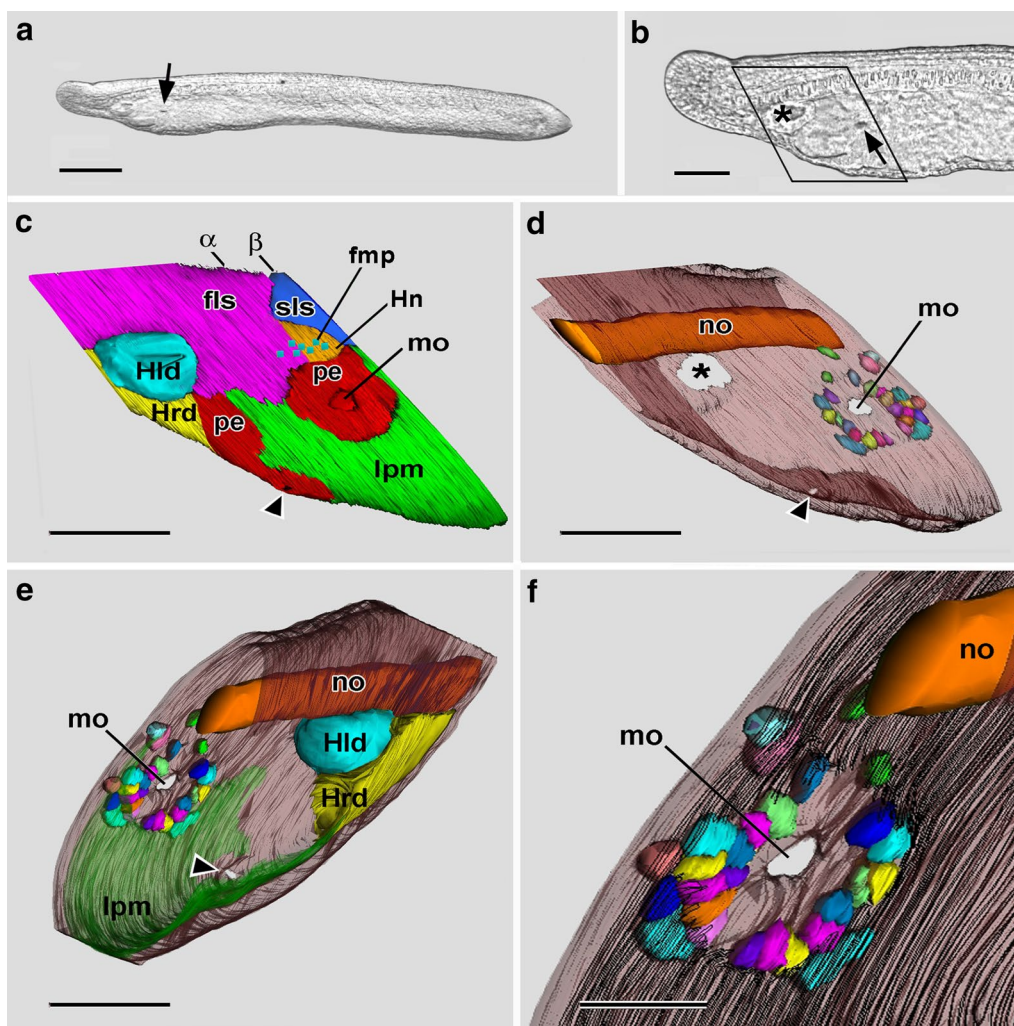 a
b
*
c
α
β
fmp
Hn
mo
fls
sls
pe
Hld
Hrd
pe
lpm
d
no
mo
*
e
no
mo
Hld
Hrd
lpm
f
no
mo